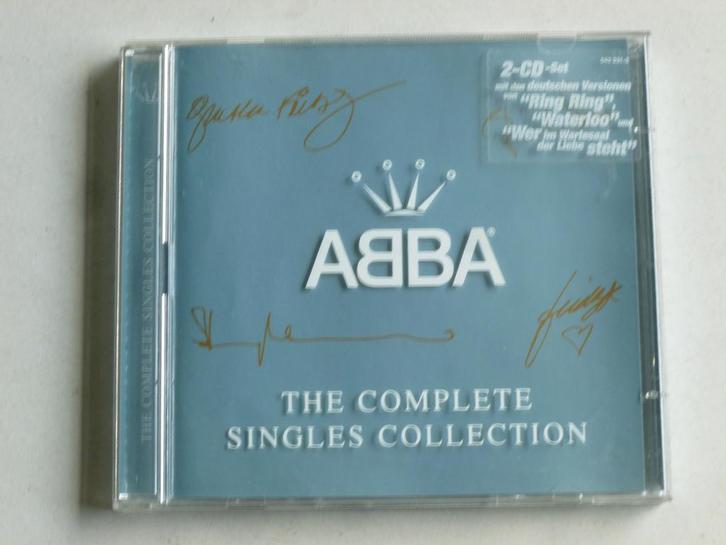 THE COMPLETE SINGLES COLLECTION
2-CD-Set
mit den deutschen Versionen
von "Ring Ring",
"Waterloo" und
"Wer im Wartesaal
der Liebe steht"
ABBA®
THE COMPLETE
SINGLES COLLECTION